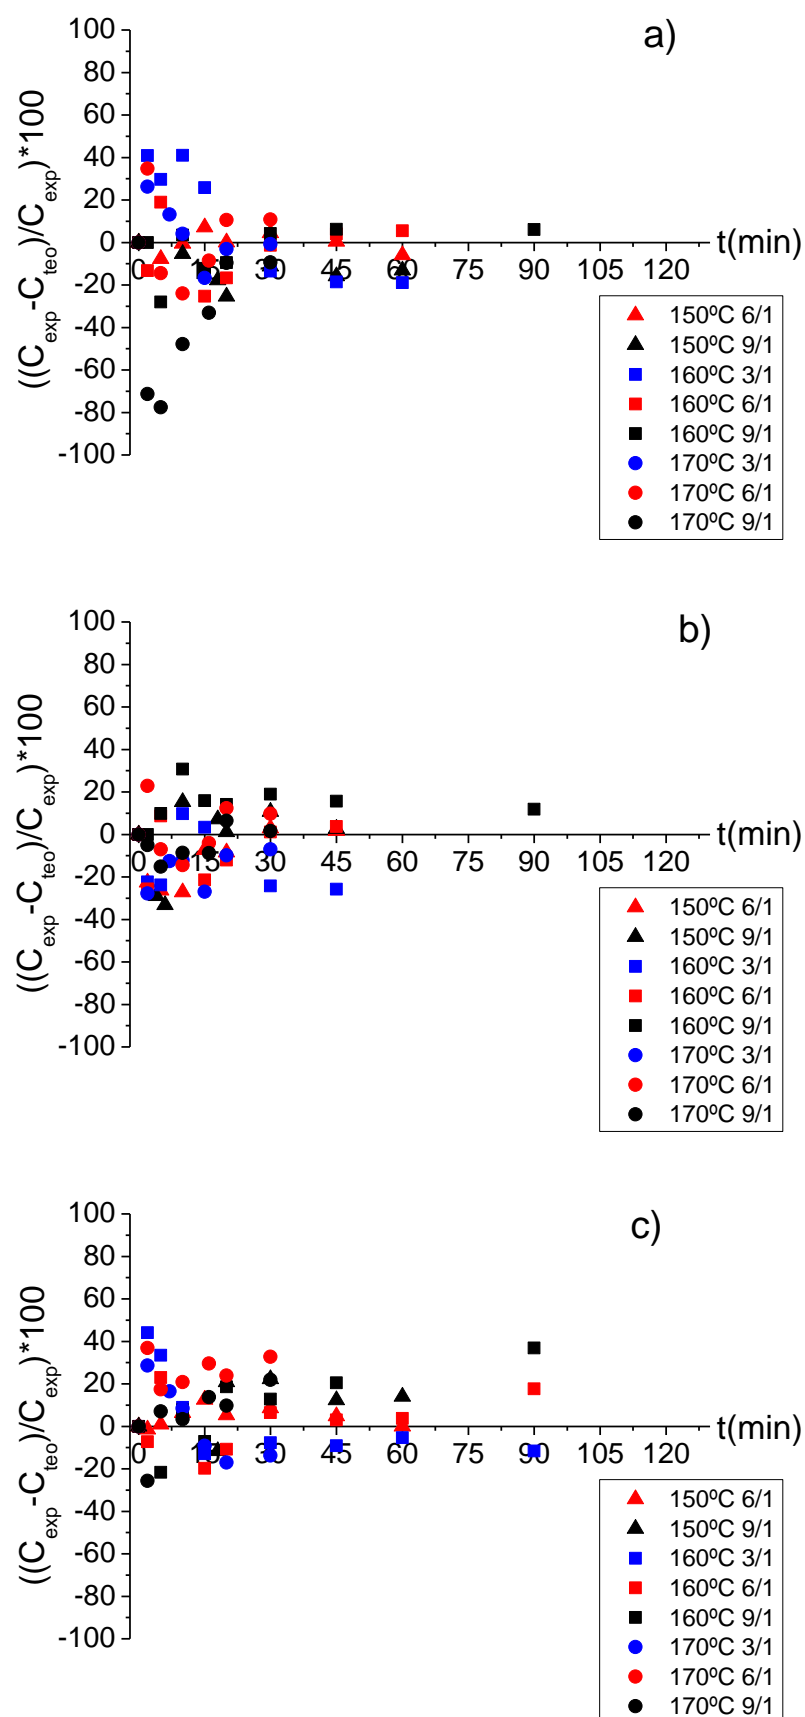 a)
100
80
60
40
20
0
-20
-40
-60
-80
-100
((C_exp-C_teo)/C_exp)*100
0 15 30 45 60 75 90 105 120
t(min)
150ºC 6/1
150ºC 9/1
160ºC 3/1
160ºC 6/1
160ºC 9/1
170ºC 3/1
170ºC 6/1
170ºC 9/1
b)
100
80
60
40
20
0
-20
-40
-60
-80
-100
((C_exp-C_teo)/C_exp)*100
0 15 30 45 60 75 90 105 120
t(min)
150ºC 6/1
150ºC 9/1
160ºC 3/1
160ºC 6/1
160ºC 9/1
170ºC 3/1
170ºC 6/1
170ºC 9/1
c)
100
80
60
40
20
0
-20
-40
-60
-80
-100
((C_exp-C_teo)/C_exp)*100
0 15 30 45 60 75 90 105 120
t(min)
150ºC 6/1
150ºC 9/1
160ºC 3/1
160ºC 6/1
160ºC 9/1
170ºC 3/1
170ºC 6/1
170ºC 9/1